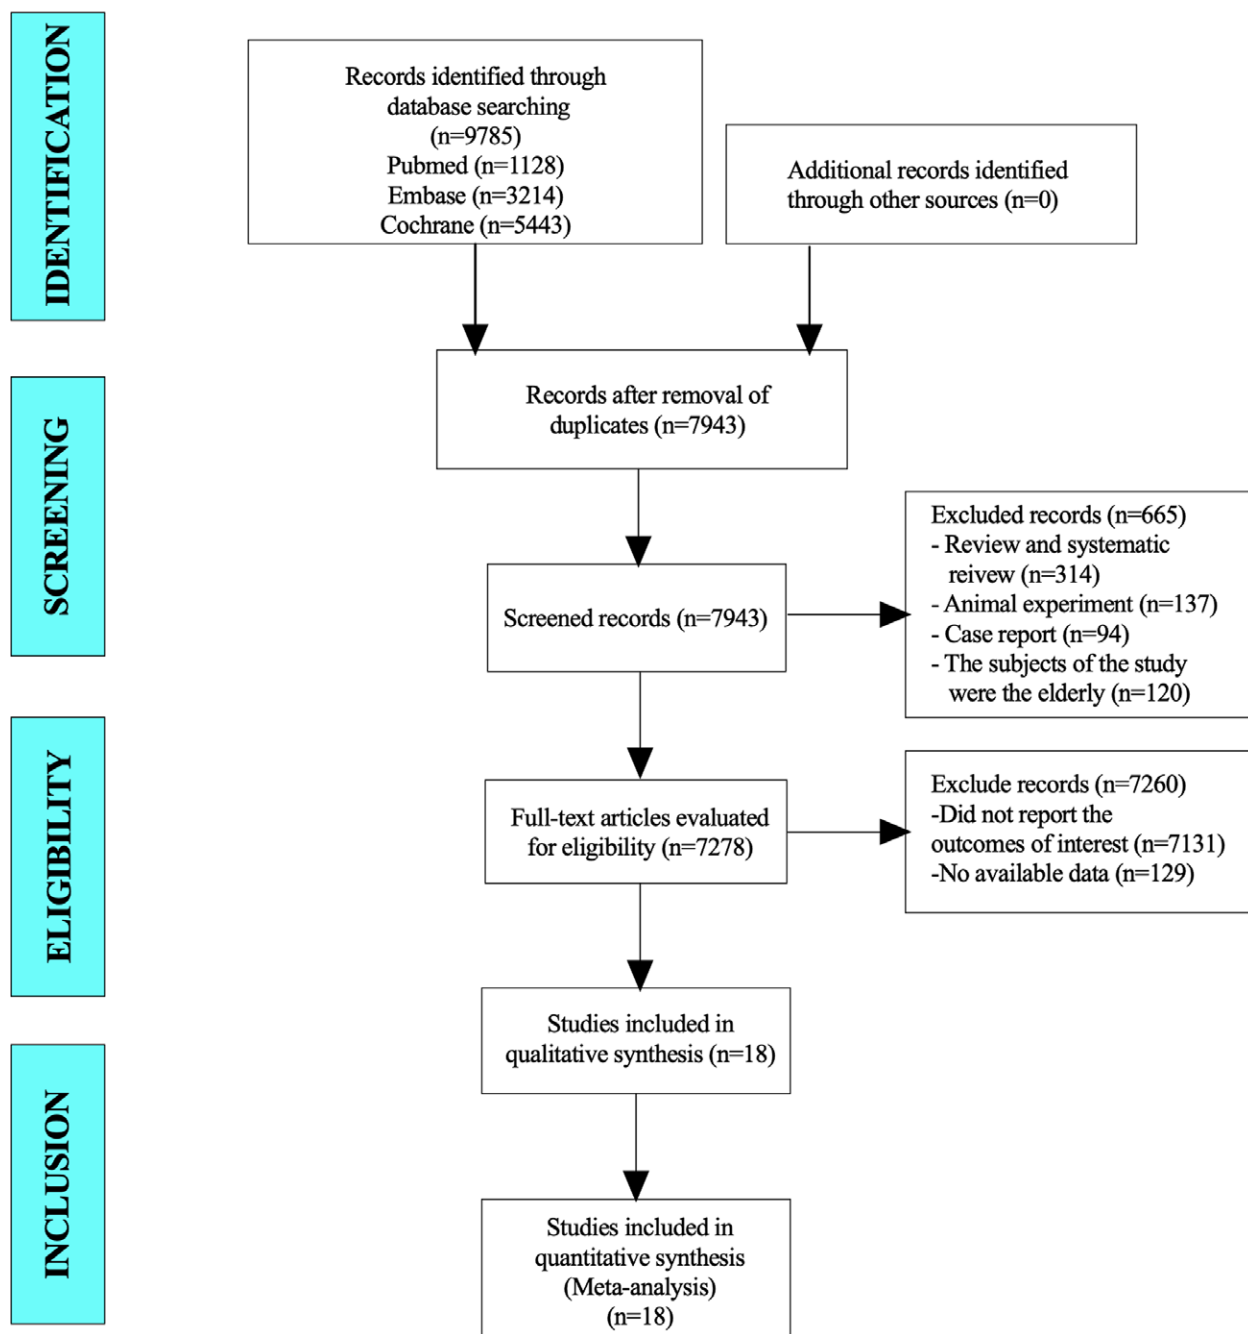 IDENTIFICATION
Records identified through
database searching
(n=9785)
Pubmed (n=1128)
Embase (n=3214)
Cochrane (n=5443)
Additional records identified
through other sources (n=0)
Records after removal of
duplicates (n=7943)
SCREENING
Screened records (n=7943)
Excluded records (n=665)
- Review and systematic
reivew (n=314)
- Animal experiment (n=137)
- Case report (n=94)
- The subjects of the study
were the elderly (n=120)
ELIGIBILITY
Full-text articles evaluated
for eligibility (n=7278)
Exclude records (n=7260)
-Did not report the
outcomes of interest (n=7131)
-No available data (n=129)
Studies included in
qualitative synthesis (n=18)
INCLUSION
Studies included in
quantitative synthesis
(Meta-analysis)
(n=18)